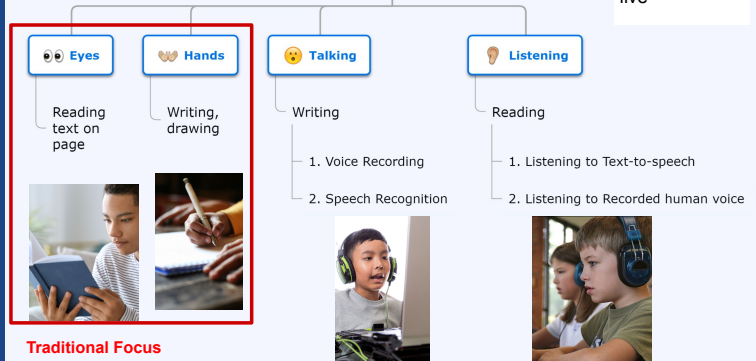 Eyes
Hands
Talking
Listening
Reading
text on
page
Writing,
drawing
Writing
1. Voice Recording
2. Speech Recognition
Reading
1. Listening to Text-to-speech
2. Listening to Recorded human voice
Traditional Focus